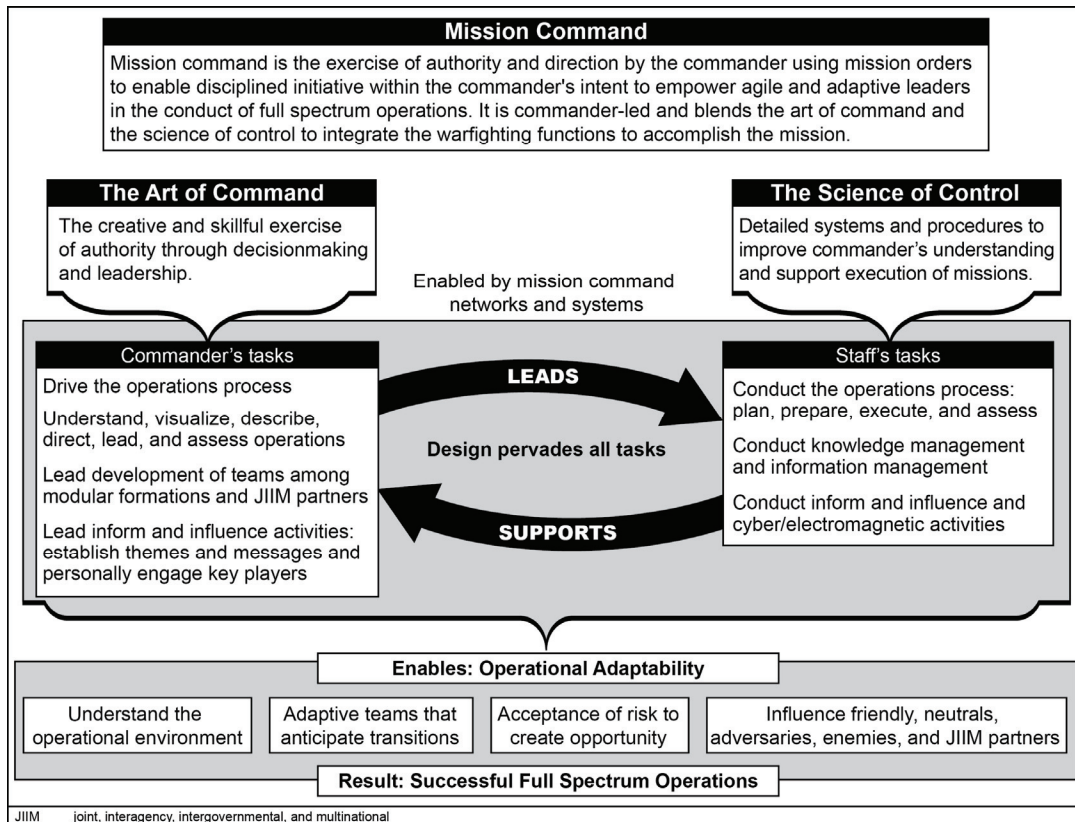 Mission Command
Mission command is the exercise of authority and direction by the commander using mission orders
to enable disciplined initiative within the commander's intent to empower agile and adaptive leaders
in the conduct of full spectrum operations. It is commander-led and blends the art of command and
the science of control to integrate the warfighting functions to accomplish the mission.
The Art of Command
The creative and skillful exercise
of authority through decisionmaking
and leadership.
The Science of Control
Detailed systems and procedures to
improve commander's understanding
and support execution of missions.
Enabled by mission command
networks and systems
Commander's tasks
Drive the operations process
Understand, visualize, describe,
direct, lead, and assess operations
Lead development of teams among
modular formations and JIIM partners
Lead inform and influence activities:
establish themes and messages and
personally engage key players
LEADS
Design pervades all tasks
SUPPORTS
Staff's tasks
Conduct the operations process:
plan, prepare, execute, and assess
Conduct knowledge management
and information management
Conduct inform and influence and
cyber/electromagnetic activities
Enables: Operational Adaptability
Understand the
operational environment
Adaptive teams that
anticipate transitions
Acceptance of risk to
create opportunity
Influence friendly, neutrals,
adversaries, enemies, and JIIM partners
Result: Successful Full Spectrum Operations
JIIM joint, interagency, intergovernmental, and multinational